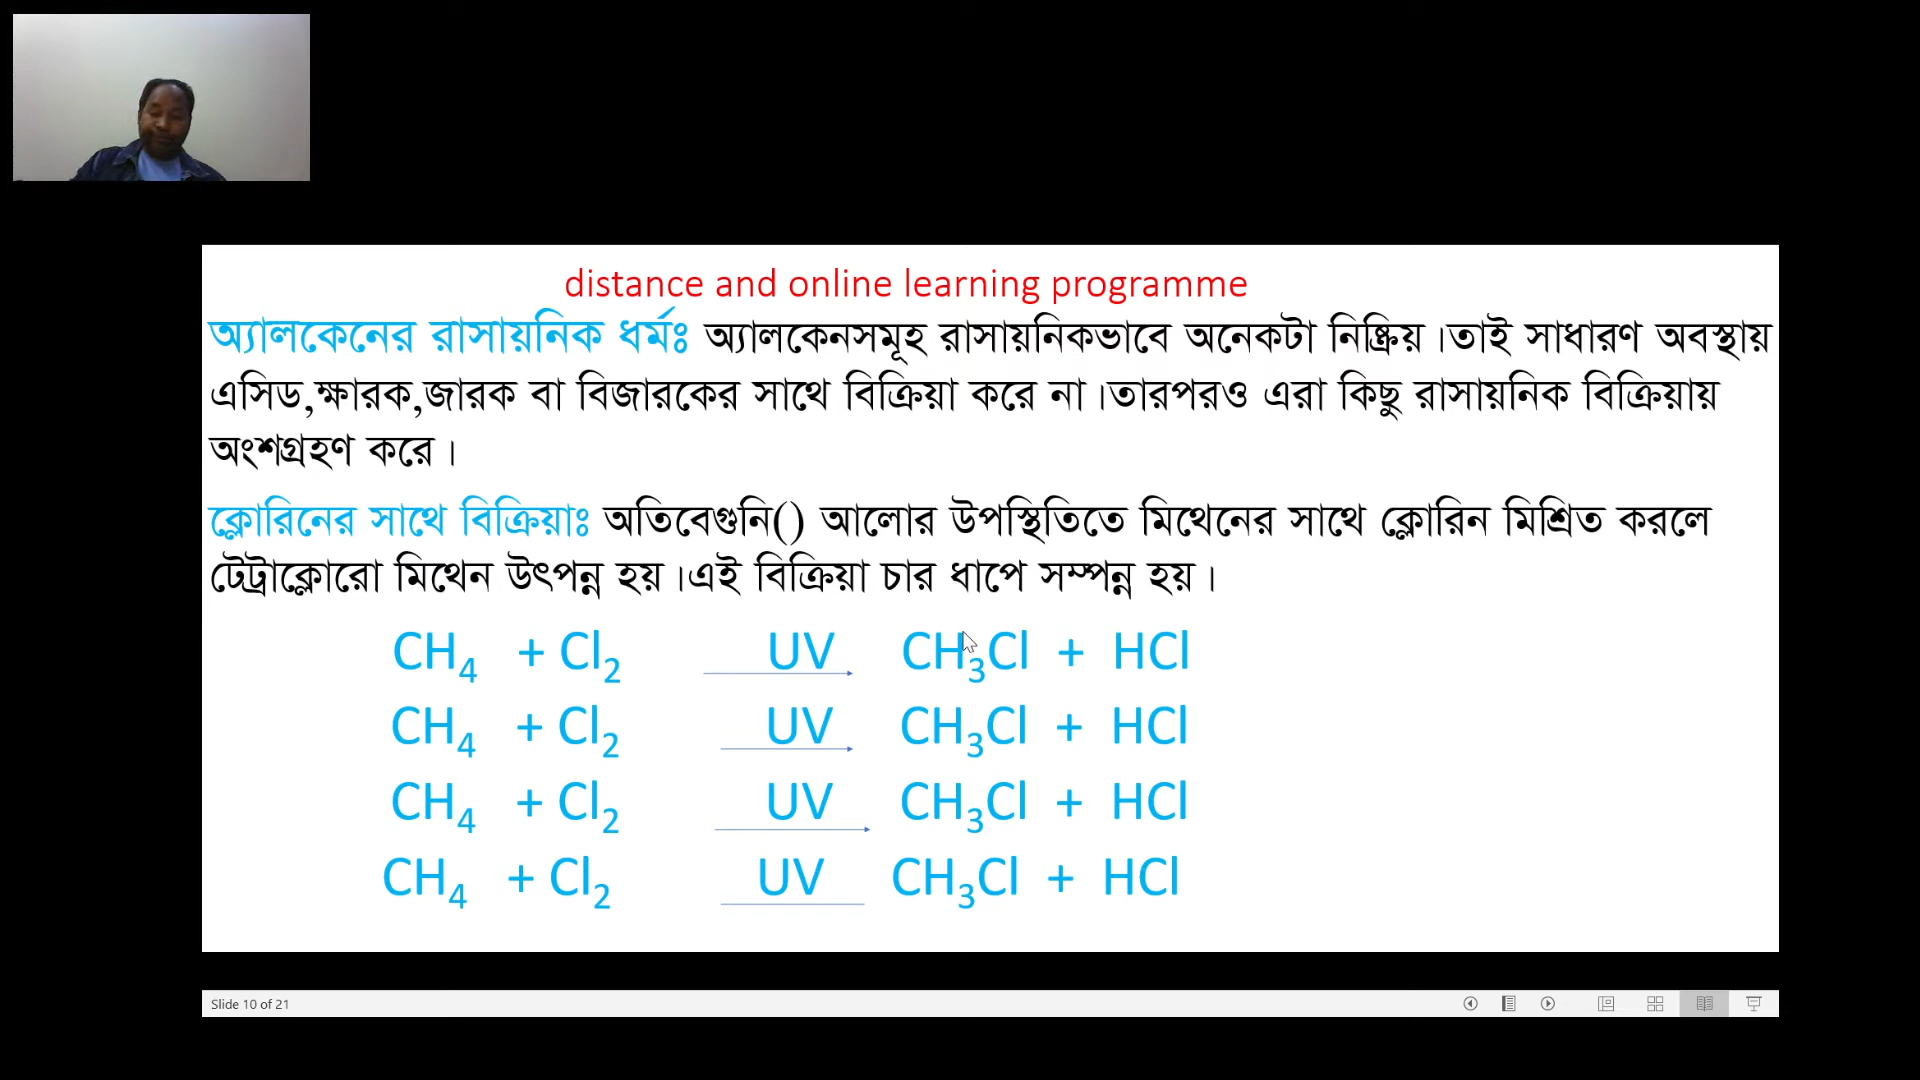 distance and online learning programme
অ্যালকেনের রাসায়নিক ধর্মঃ অ্যালকেনসমূহ রাসায়নিকভাবে অনেকটা নিষ্ক্রিয়।তাই সাধারণ অবস্থায়
এসিড,ক্ষারক,জারক বা বিজারকের সাথে বিক্রিয়া করে না।তারপরও এরা কিছু রাসায়নিক বিক্রিয়ায়
অংশগ্রহণ করে।
ক্লোরিনের সাথে বিক্রিয়াঃ অতিবেগুনি() আলোর উপস্থিতিতে মিথেনের সাথে ক্লোরিন মিশ্রিত করলে
টেট্রাক্লোরো মিথেন উৎপন্ন হয়।এই বিক্রিয়া চার ধাপে সম্পন্ন হয়।
CH₄ + Cl₂ UV CH₃Cl + HCl
CH₄ + Cl₂ UV CH₃Cl + HCl
CH₄ + Cl₂ UV CH₃Cl + HCl
CH₄ + Cl₂ UV CH₃Cl + HCl
Slide 10 of 21